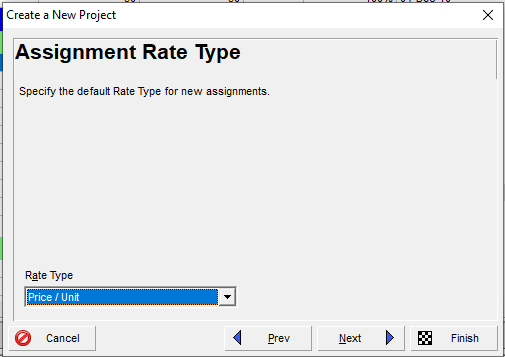 Create a New Project
Assignment Rate Type
Specify the default Rate Type for new assignments.
Rate Type
Price / Unit
Cancel
Prev
Next
Finish